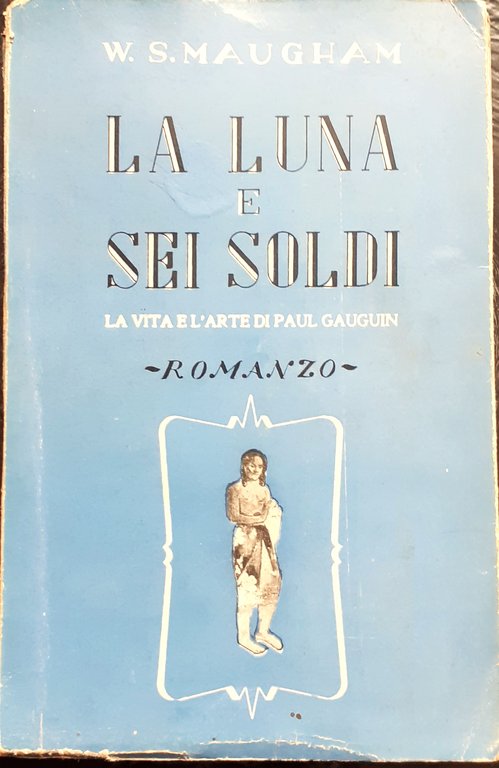 W. S. MAUGHAM
LA LUNA
E
SEI SOLDI
LA VITA E L'ARTE DI PAUL GAUGUIN
-ROMANZO-